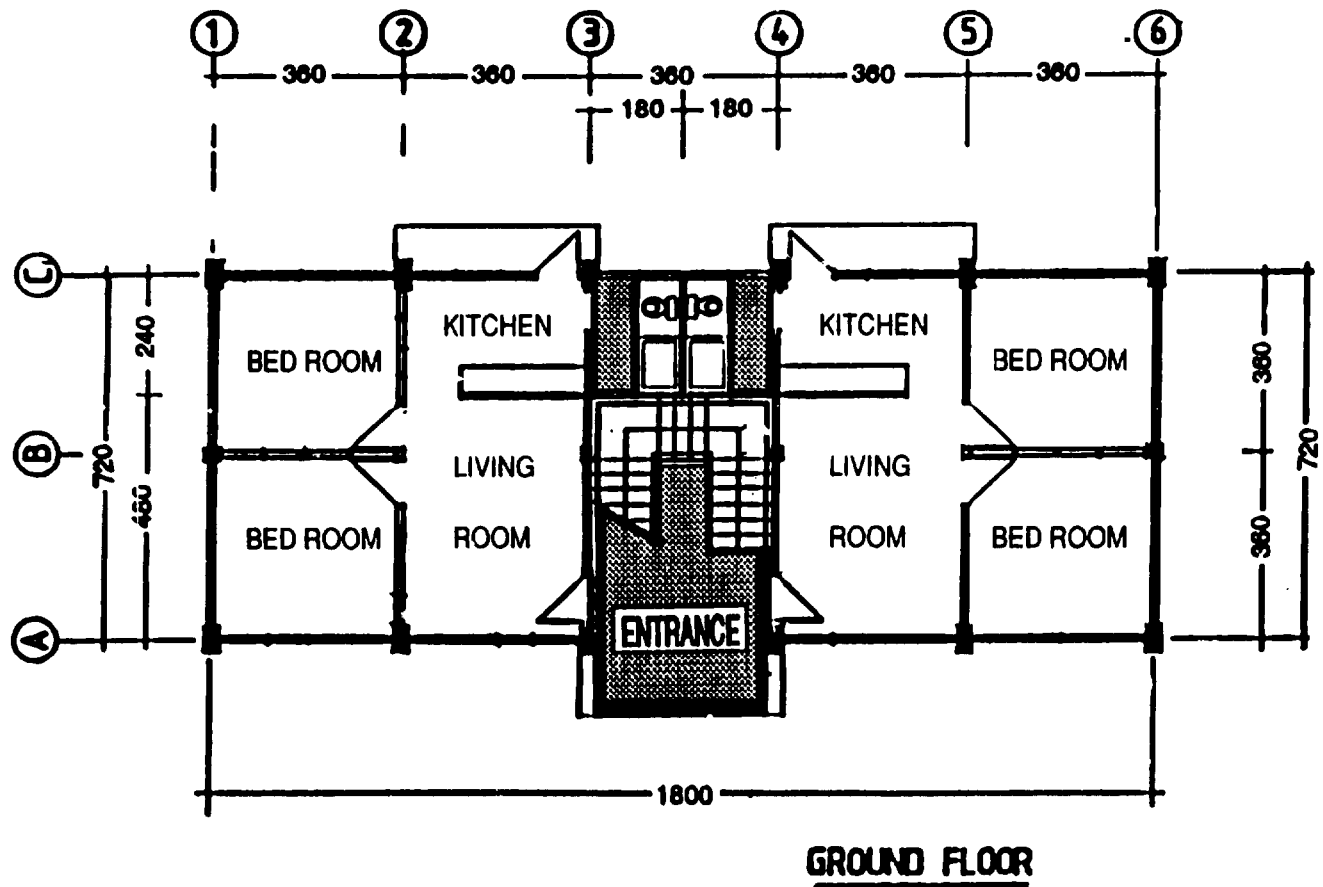 1 2 3 4 5 6
360 360 360 360 360
180 180
C
240
KITCHEN KITCHEN
BED ROOM BED ROOM
360
B
720
480
LIVING LIVING
720
ROOM ROOM
BED ROOM BED ROOM
360
A
ENTRANCE
1800
GROUND FLOOR